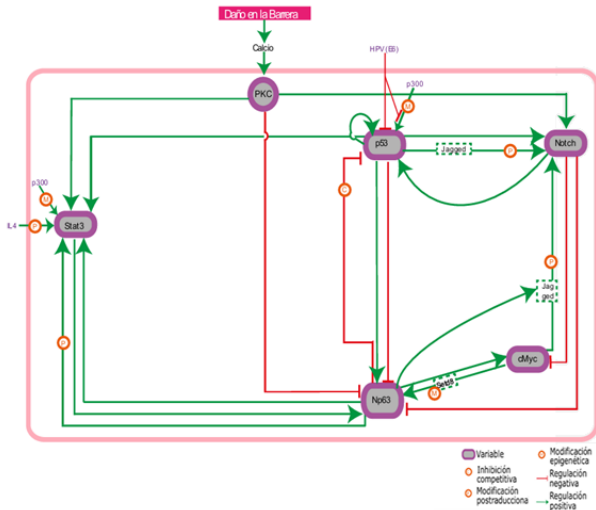 Daño en la Barrera
Calcio
HPV (E6)
PKC
p300
M
p53
Jagged
P
Notch
p300
M
C
IL4
P
Stat3
P
Jag
ged
P
cMyc
M
Np63
Variable
Inhibición
competitiva
Modificación
postradducciona
Modificación
epigenética
Regulación
negativa
Regulación
positiva